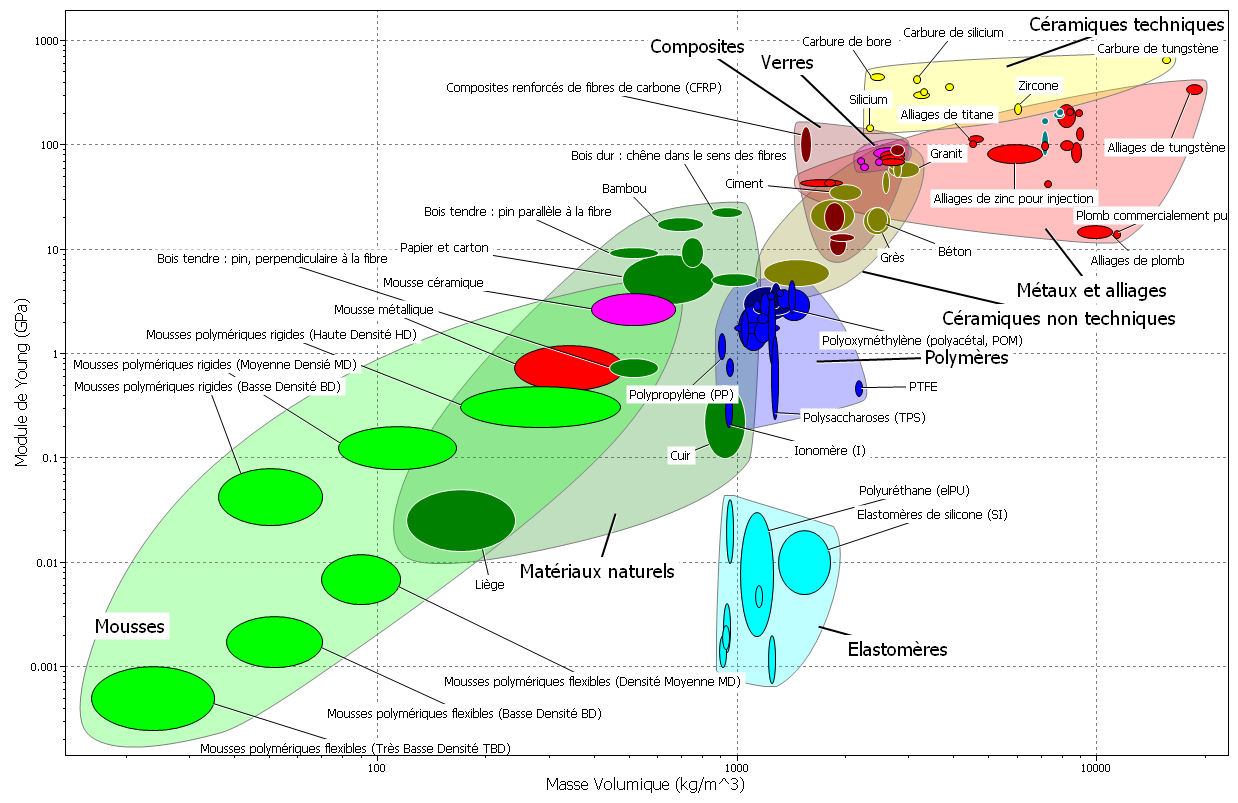 Céramiques techniques
Carbure de silicium
Carbure de bore
Composites
Carbure de tungstène
1000
Verres
Composites renforcés de fibres de carbone (CFRP)
Zircone
Silicium
Alliages de titane
100
Alliages de tungstène
Bois dur : chêne dans le sens des fibres
Granit
Ciment
Bambou
Alliages de zinc pour injection
Bois tendre : pin parallèle à la fibre
Plomb commercialement pu
Papier et carton
10
Béton
Bois tendre : pin, perpendiculaire à la fibre
Grès
Alliages de plomb
Mousse céramique
Métaux et alliages
Mousse métallique
Céramiques non techniques
Mousses polymériques rigides (Haute Densité HD)
Polyoxyméthylène (polyacétal, POM)
1
Polymères
Mousses polymériques rigides (Moyenne Densié MD)
Mousses polymériques rigides (Basse Densité BD)
PTFE
Polypropylène (PP)
Polysaccharoses (TPS)
Ionomère (I)
Cuir
0.1
Polyuréthane (elPU)
Elastomères de silicone (SI)
Module de Young (GPa)
0.01
Matériaux naturels
Liège
Mousses
Elastomères
0.001
Mousses polymériques flexibles (Densité Moyenne MD)
Mousses polymériques flexibles (Basse Densité BD)
Mousses polymériques flexibles (Très Basse Densité TBD)
100
1000
10000
Masse Volumique (kg/m^3)